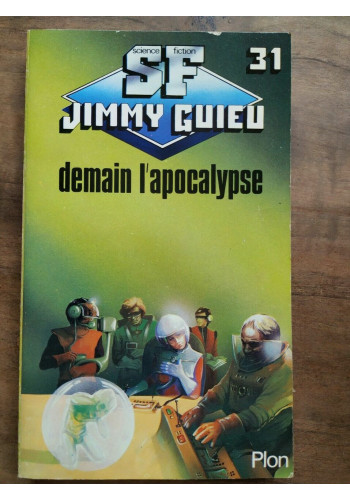 science fiction
SF
31
JIMMY GUIEU
demain l'apocalypse
Plon